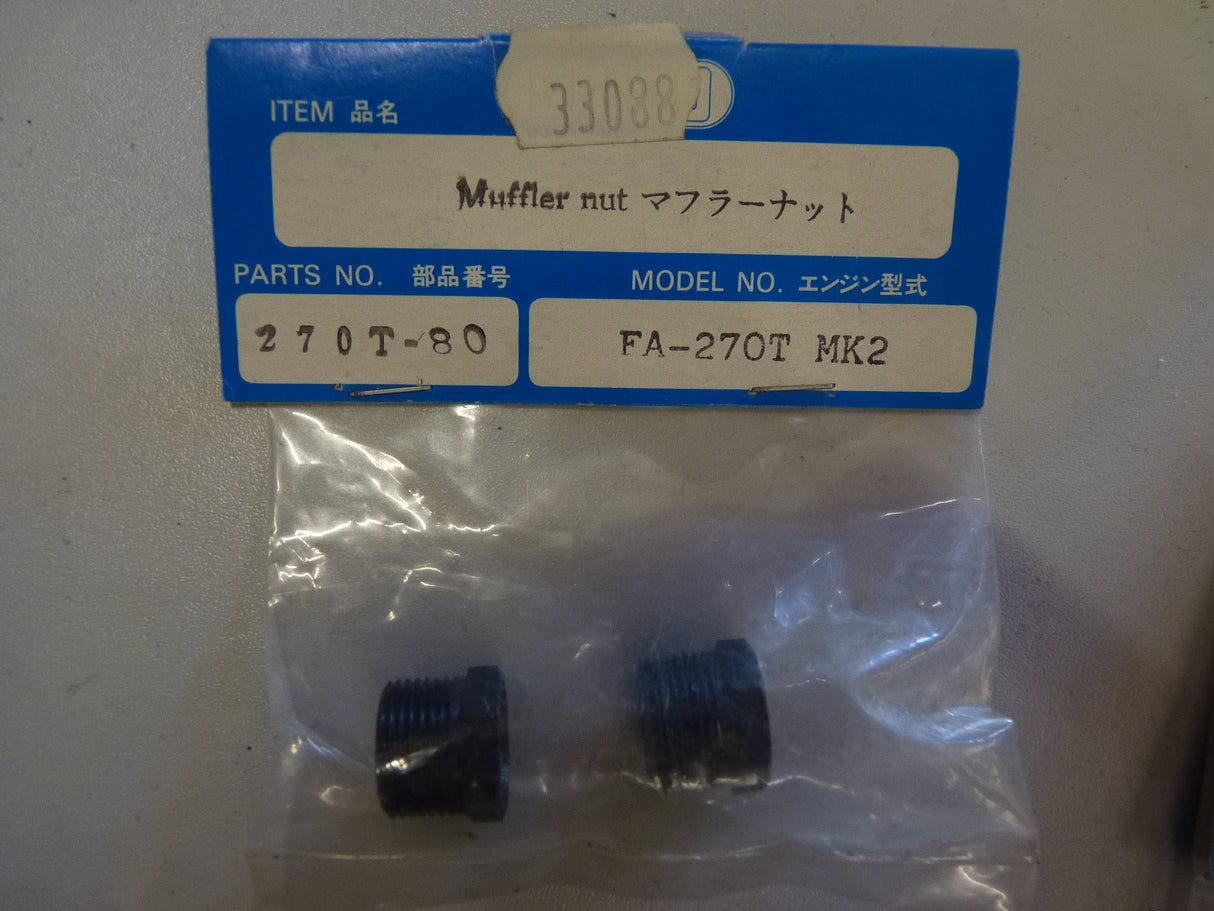 33088
ITEM 品名
Muffler nut マフラーナット
PARTS NO. 部品番号
MODEL NO. エンジン型式
270T-80
FA-270T MK2